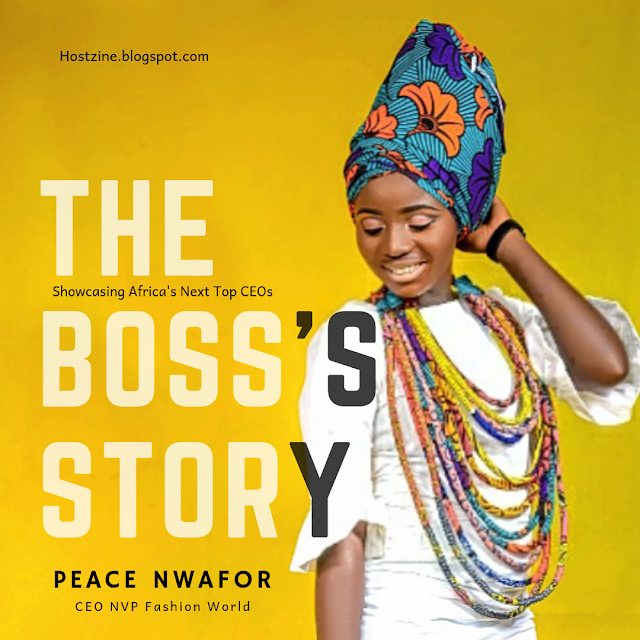 Hostzine.blogspot.com
THE
Showcasing Africa's Next Top CEOs
BOSS'S
STORY
PEACE NWAFOR
CEO NVP Fashion World